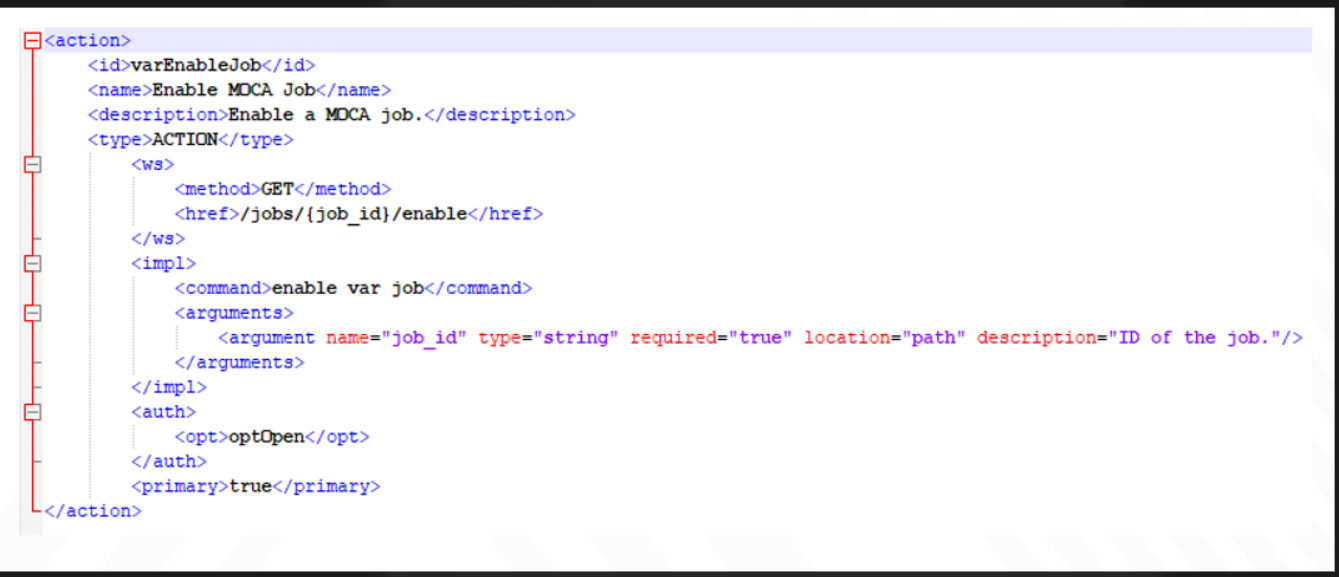 <action>
<id>varEnableJob</id>
<name>Enable MOCA Job</name>
<description>Enable a MOCA job.</description>
<type>ACTION</type>
<ws>
<method>GET</method>
<href>/jobs/{job_id}/enable</href>
</ws>
<impl>
<command>enable var job</command>
<arguments>
<argument name="job_id" type="string" required="true" location="path" description="ID of the job."/>
</arguments>
</impl>
<auth>
<opt>optOpen</opt>
</auth>
<primary>true</primary>
</action>